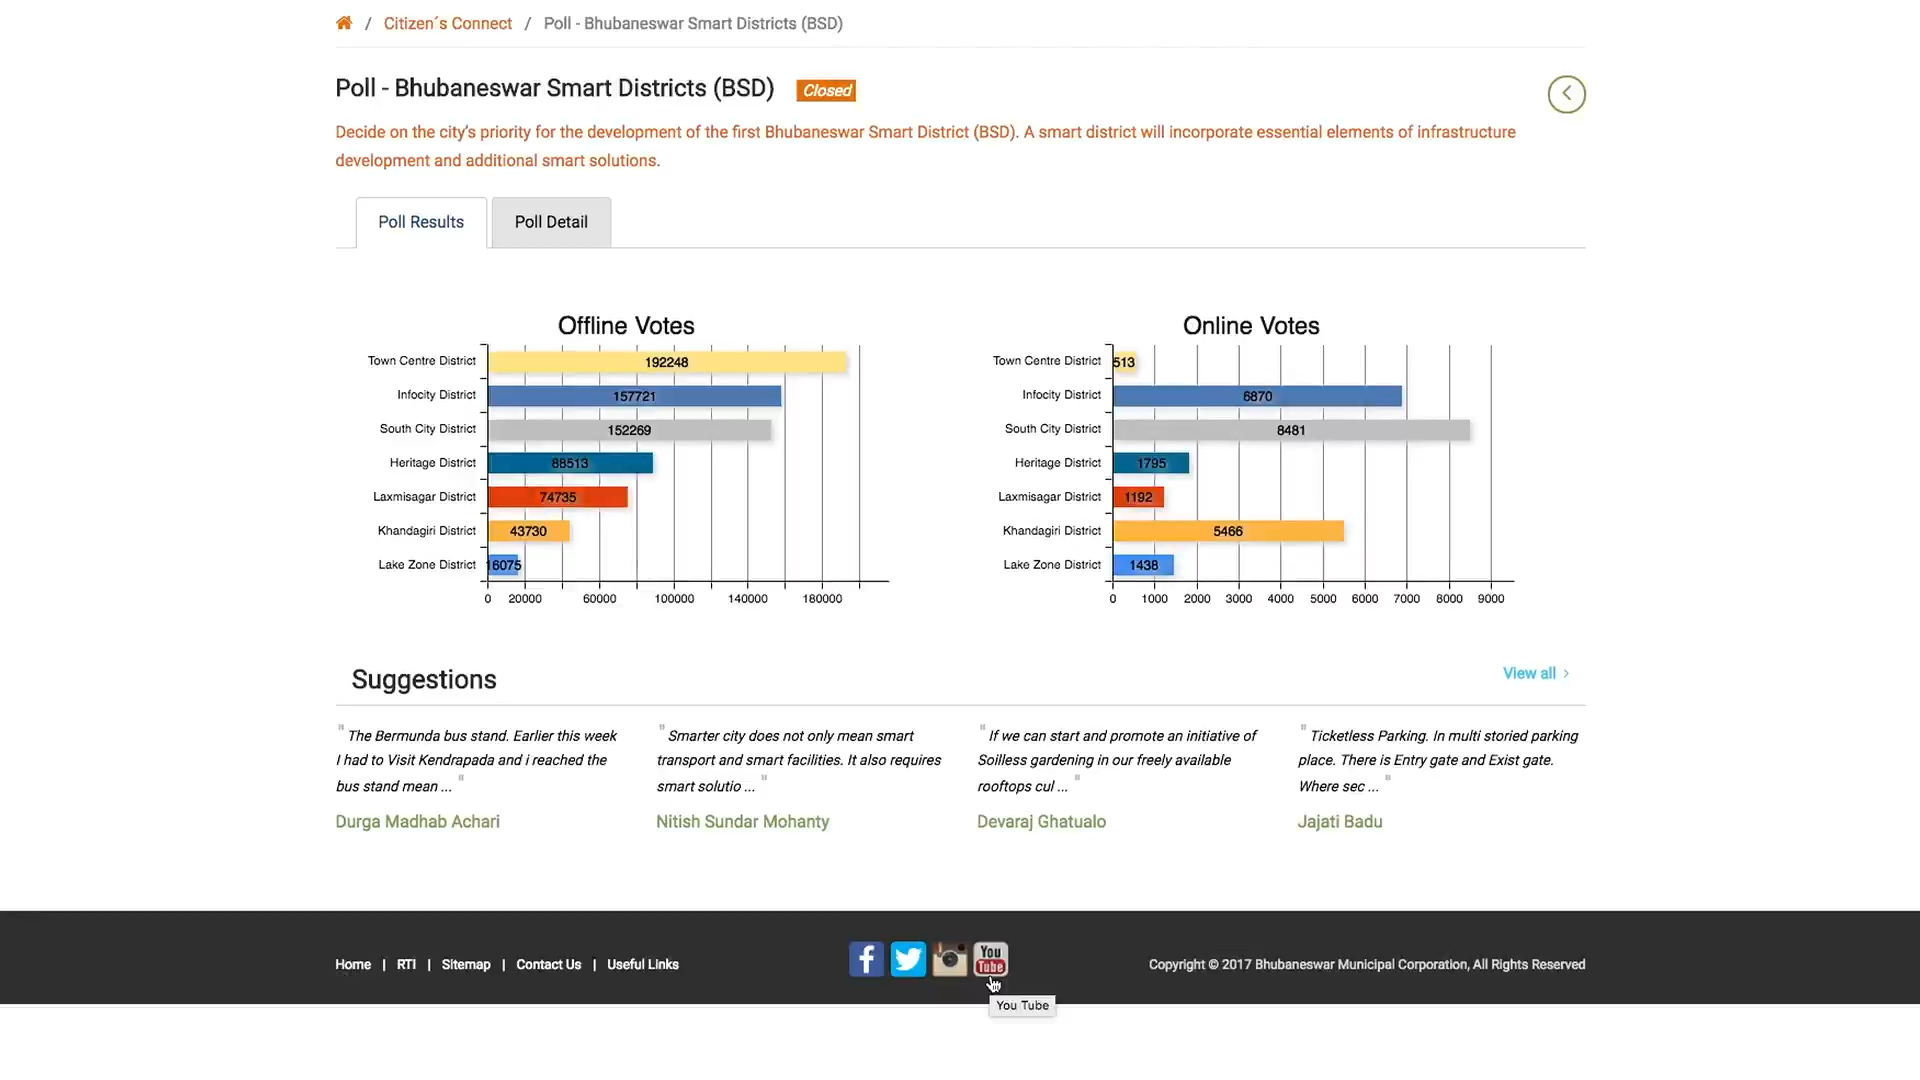 / Citizen´s Connect / Poll - Bhubaneswar Smart Districts (BSD)
Poll - Bhubaneswar Smart Districts (BSD) Closed
Decide on the city's priority for the development of the first Bhubaneswar Smart District (BSD). A smart district will incorporate essential elements of infrastructure
development and additional smart solutions.
Poll Results
Poll Detail
Offline Votes
Town Centre District 192248
Infocity District 157721
South City District 152269
Heritage District 88513
Laxmisagar District 74735
Khandagiri District 43730
Lake Zone District 16075
0 20000 60000 100000 140000 180000
Online Votes
Town Centre District 513
Infocity District 6870
South City District 8481
Heritage District 1795
Laxmisagar District 1192
Khandagiri District 5466
Lake Zone District 1438
0 1000 2000 3000 4000 5000 6000 7000 8000 9000
Suggestions
View all >
" The Bermunda bus stand. Earlier this week
I had to Visit Kendrapada and i reached the
bus stand mean ... "
Durga Madhab Achari
" Smarter city does not only mean smart
transport and smart facilities. It also requires
smart solutio ... "
Nitish Sundar Mohanty
" If we can start and promote an initiative of
Soilless gardening in our freely available
rooftops cul ... "
Devaraj Ghatualo
" Ticketless Parking. In multi storied parking
place. There is Entry gate and Exist gate.
Where sec ... "
Jajati Badu
Home | RTI | Sitemap | Contact Us | Useful Links
You
Tube
Copyright © 2017 Bhubaneswar Municipal Corporation, All Rights Reserved
You Tube